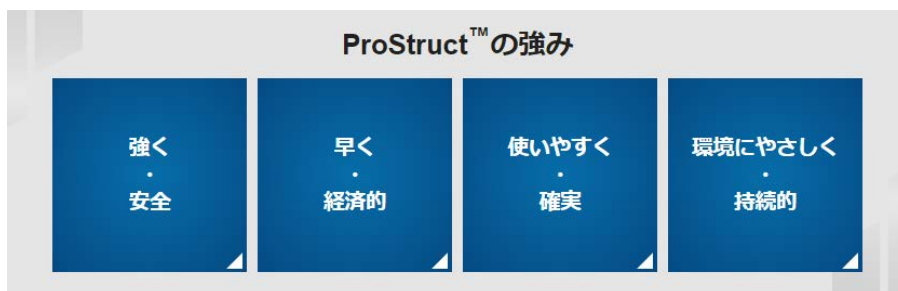 ProStruct™の強み
強く
・
安全
早く
・
経済的
使いやすく
・
確実
環境にやさしく
・
持続的